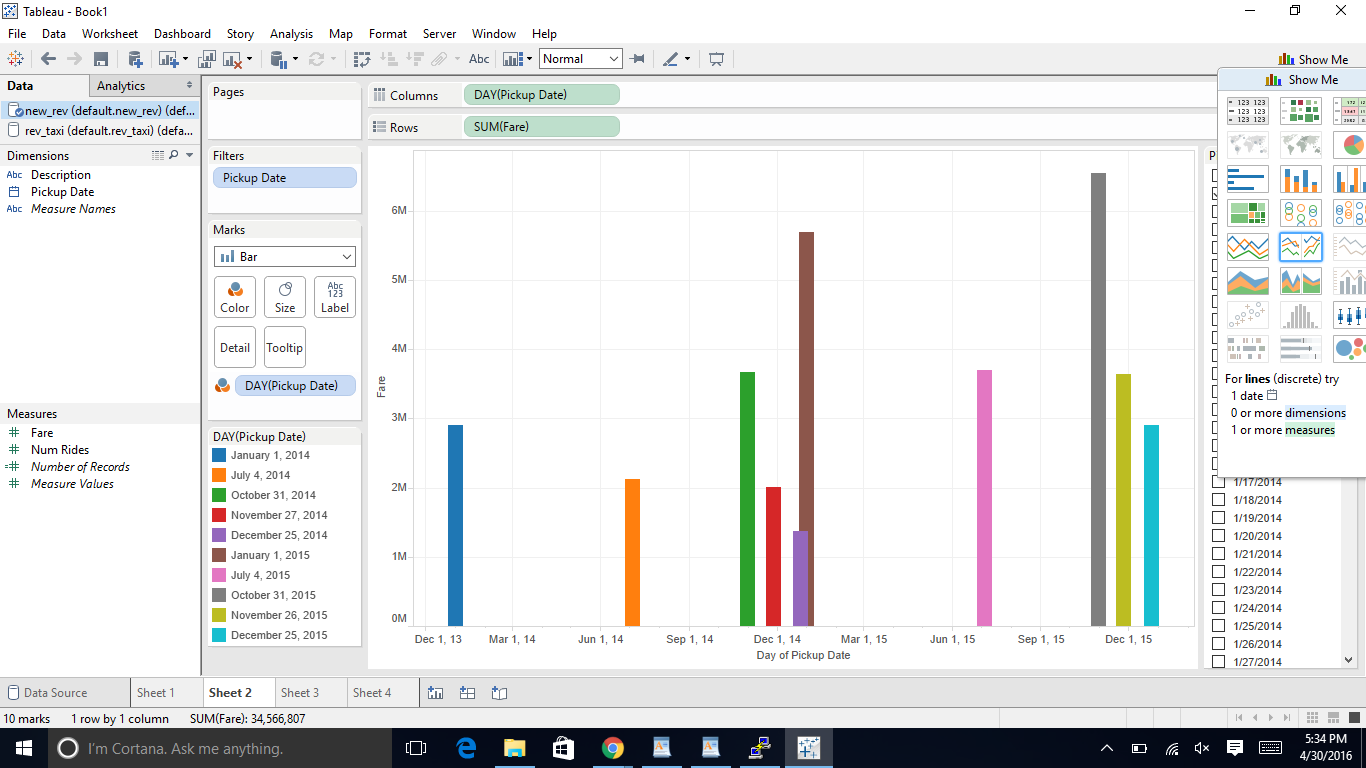 Tableau - Book1
File Data Worksheet Dashboard Story Analysis Map Format Server Window Help
Abc Normal Show Me
Data Analytics
new_rev (default.new_rev) (def...
rev_taxi (default.rev_taxi) (defa...
Dimensions
Abc Description
Pickup Date
Abc Measure Names
Measures
Fare
Num Rides
Number of Records
Measure Values
Pages
Filters
Pickup Date
Marks
Bar
Color Size Abc 123 Label
Detail Tooltip
DAY(Pickup Date)
DAY(Pickup Date)
January 1, 2014
July 4, 2014
October 31, 2014
November 27, 2014
December 25, 2014
January 1, 2015
July 4, 2015
October 31, 2015
November 26, 2015
December 25, 2015
Columns DAY(Pickup Date)
Rows SUM(Fare)
6M
5M
4M
3M
2M
1M
0M
Fare
Dec 1, 13 Mar 1, 14 Jun 1, 14 Sep 1, 14 Dec 1, 14 Mar 1, 15 Jun 1, 15 Sep 1, 15 Dec 1, 15
Day of Pickup Date
Show Me
For lines (discrete) try
1 date
0 or more dimensions
1 or more measures
1/17/2014
1/18/2014
1/19/2014
1/20/2014
1/21/2014
1/22/2014
1/23/2014
1/24/2014
1/25/2014
1/26/2014
1/27/2014
Data Source Sheet 1 Sheet 2 Sheet 3 Sheet 4
10 marks 1 row by 1 column SUM(Fare): 34,566,807
I'm Cortana. Ask me anything.
5:34 PM
4/30/2016